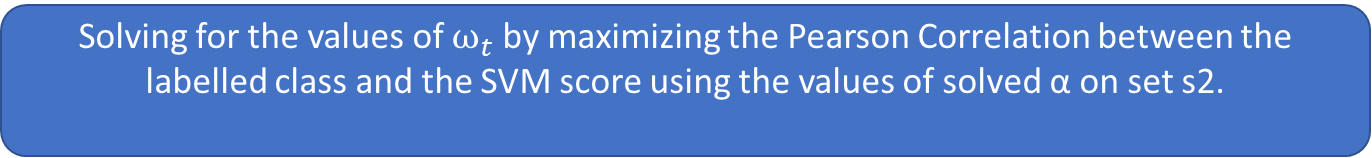 Solving for the values of ω𝑡 by maximizing the Pearson Correlation between the
labelled class and the SVM score using the values of solved α on set s2.